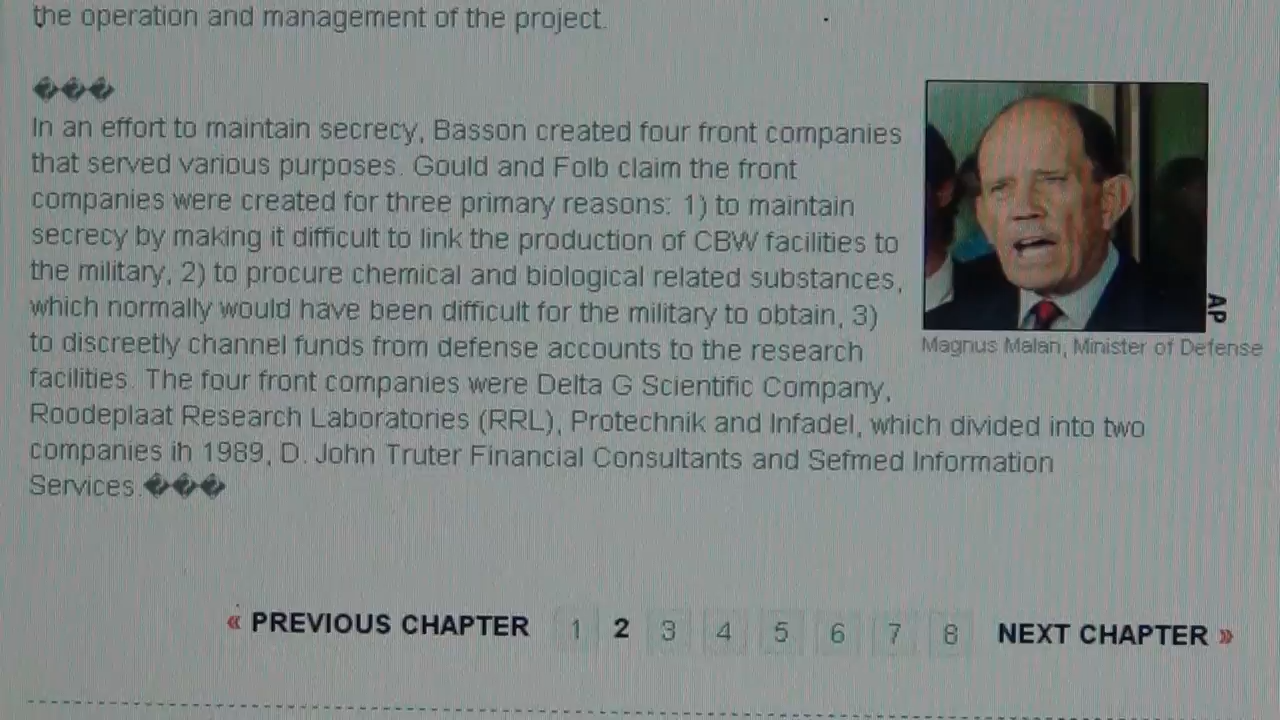 the operation and management of the project.
���
In an effort to maintain secrecy, Basson created four front companies
that served various purposes. Gould and Folb claim the front
companies were created for three primary reasons: 1) to maintain
secrecy by making it difficult to link the production of CBW facilities to
the military, 2) to procure chemical and biological related substances,
which normally would have been difficult for the military to obtain, 3)
to discreetly channel funds from defense accounts to the research
facilities. The four front companies were Delta G Scientific Company,
Roodeplaat Research Laboratories (RRL), Protechnik and Infadel, which divided into two
companies ih 1989, D. John Truter Financial Consultants and Sefmed Information
Services.���
AP
Magnus Malan, Minister of Defense
« PREVIOUS CHAPTER 1 2 3 4 5 6 7 8 NEXT CHAPTER »